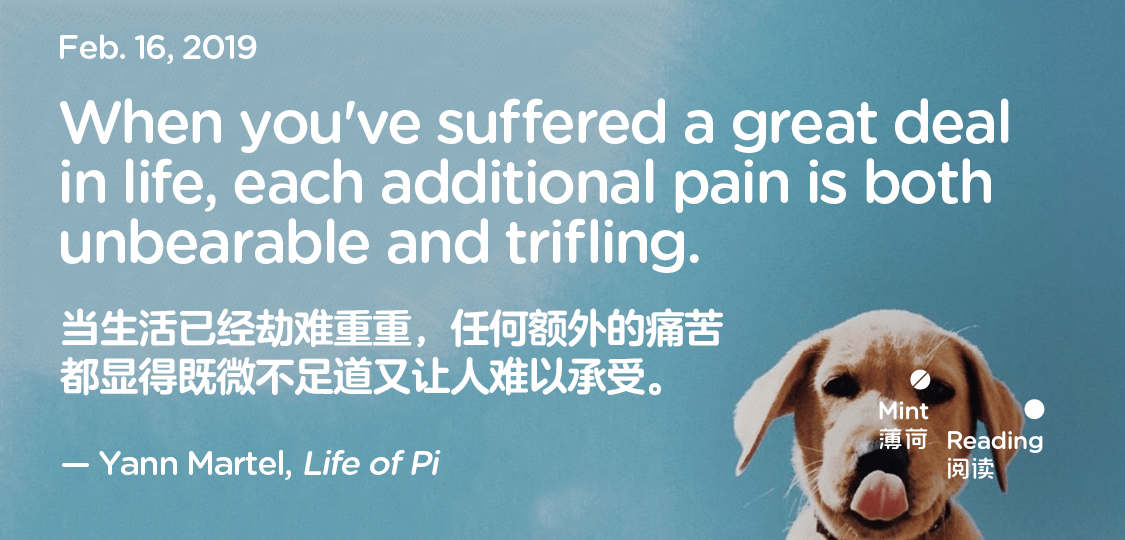 Feb. 16, 2019
When you've suffered a great deal
in life, each additional pain is both
unbearable and trifling.
当生活已经劫难重重，任何额外的痛苦
都显得既微不足道又让人难以承受。
— Yann Martel, Life of Pi
Mint
薄荷
Reading
阅读